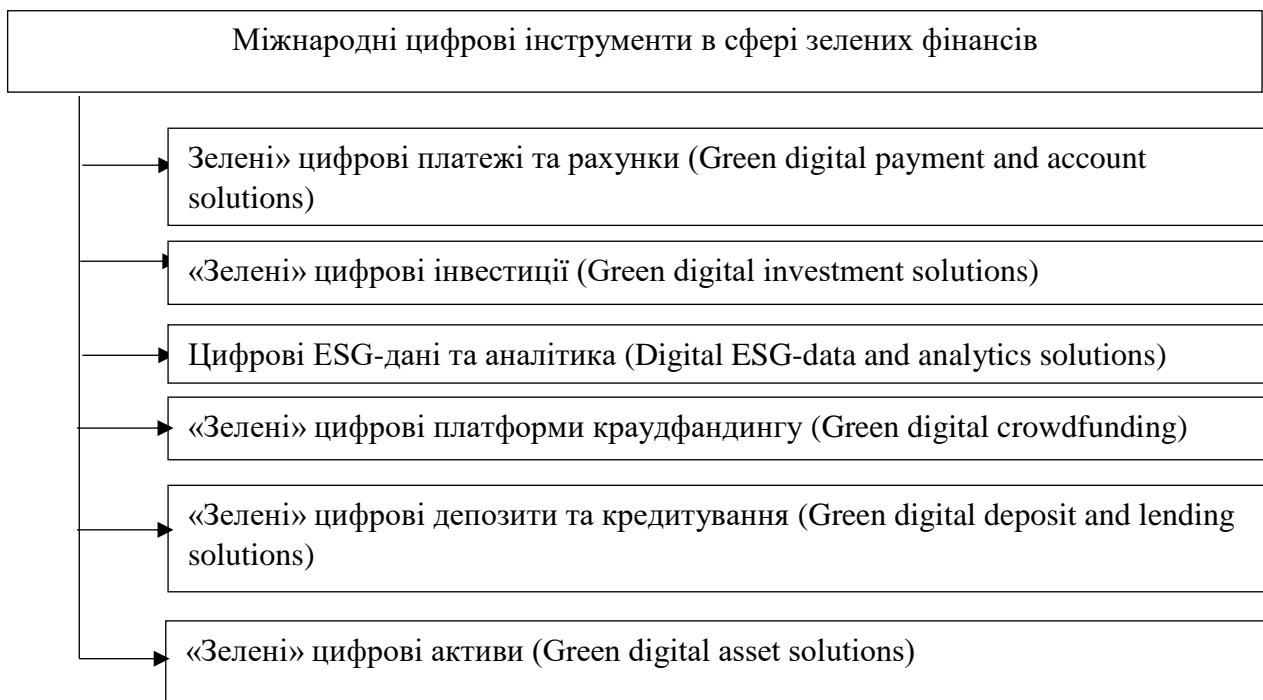 Міжнародні цифрові інструменти в сфері зелених фінансів
Зелені» цифрові платежі та рахунки (Green digital payment and account
solutions)
«Зелені» цифрові інвестиції (Green digital investment solutions)
Цифрові ESG-дані та аналітика (Digital ESG-data and analytics solutions)
«Зелені» цифрові платформи краудфандингу (Green digital crowdfunding)
«Зелені» цифрові депозити та кредитування (Green digital deposit and lending
solutions)
«Зелені» цифрові активи (Green digital asset solutions)